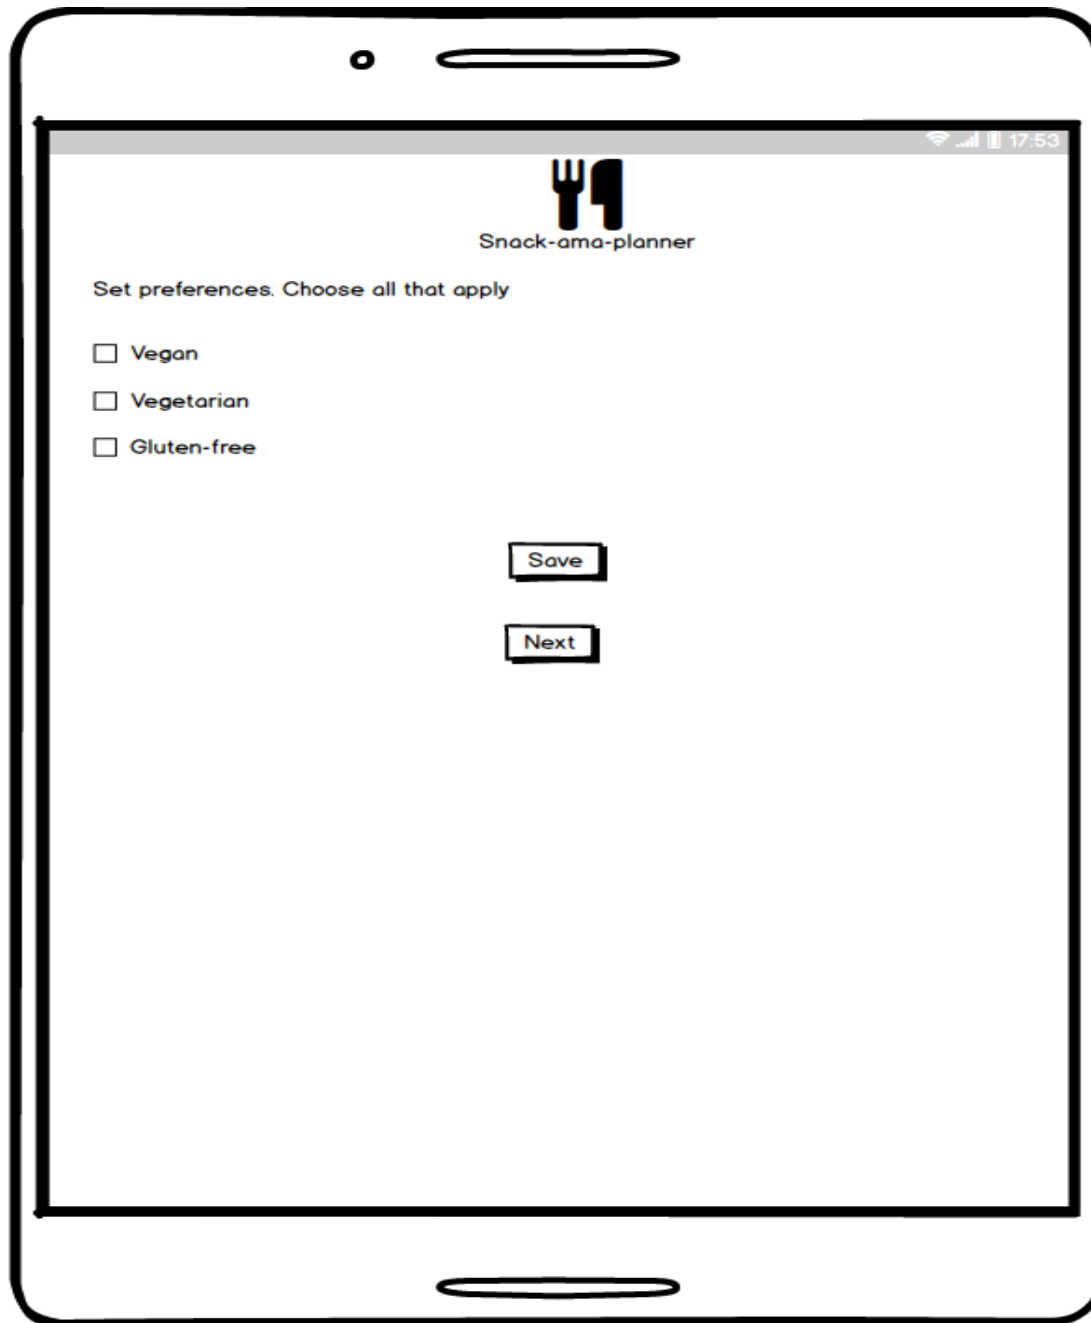 17:53
Snack-ama-planner
Set preferences. Choose all that apply
Vegan
Vegetarian
Gluten-free
Save
Next